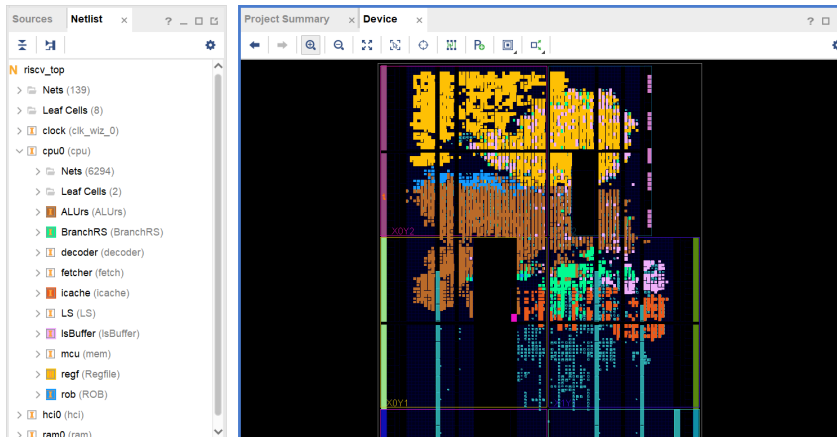 Sources Netlist × ? _
Project Summary × Device × ?
N riscv_top
> Nets (139)
> Leaf Cells (8)
> clock (clk_wiz_0)
cpu0 (cpu)
> Nets (6294)
> Leaf Cells (2)
> ALUrs (ALUrs)
> BranchRS (BranchRS)
> decoder (decoder)
> fetcher (fetch)
> icache (icache)
> LS (LS)
> lsBuffer (lsBuffer)
> mcu (mem)
> regf (Regfile)
> rob (ROB)
> hci0 (hci)
> ram0 (ram)
X0Y2
X0Y1